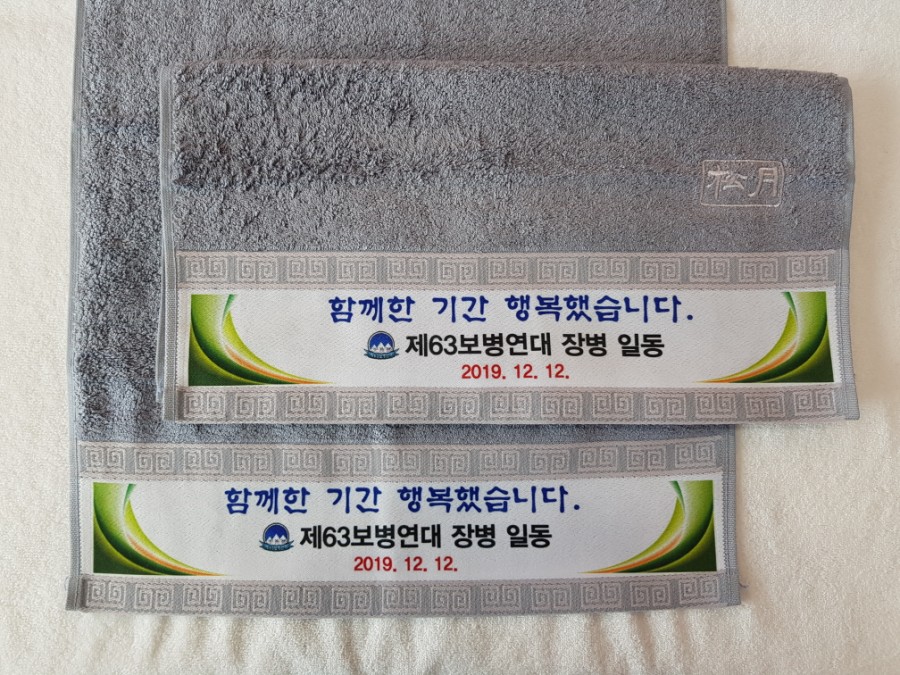 松月
함께한 기간 행복했습니다.
제63보병연대 장병 일동
2019. 12. 12.
함께한 기간 행복했습니다.
제63보병연대 장병 일동
2019. 12. 12.